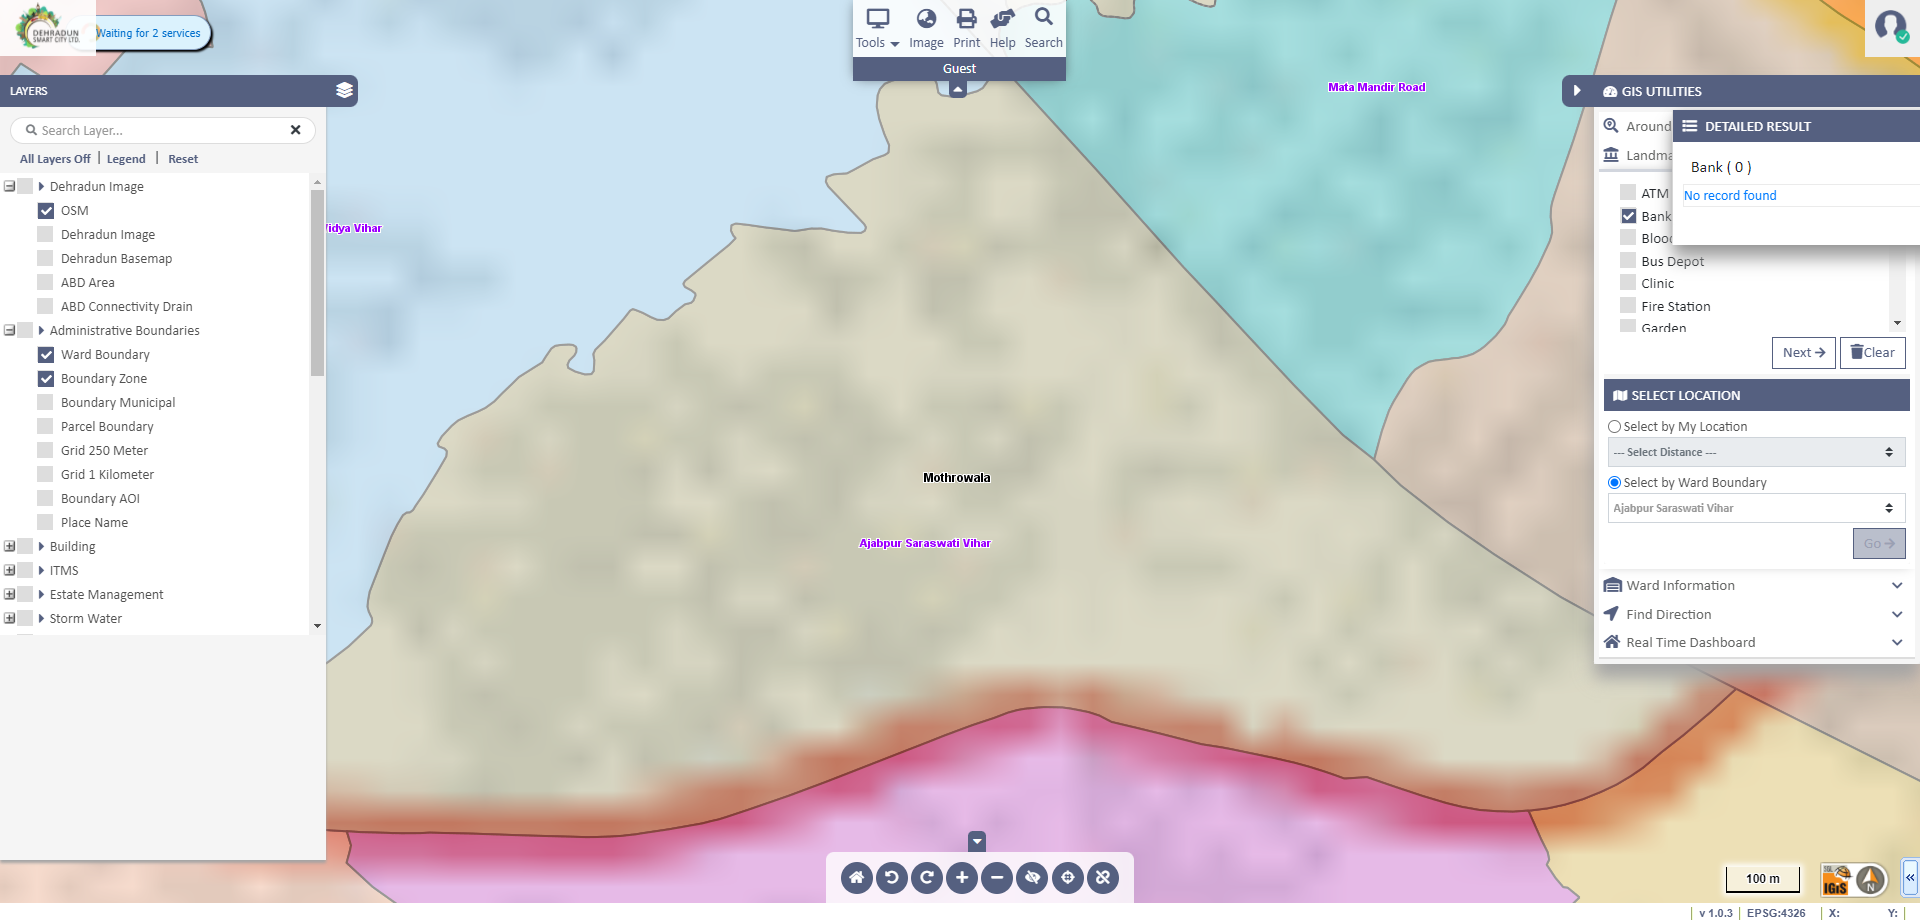 DEHRADUN
SMART CITY LTD.
Waiting for 2 services
Tools
Image
Print
Help
Search
Guest
LAYERS
Search Layer...
All Layers Off
Legend
Reset
Dehradun Image
OSM
Dehradun Image
Dehradun Basemap
ABD Area
ABD Connectivity Drain
Administrative Boundaries
Ward Boundary
Boundary Zone
Boundary Municipal
Parcel Boundary
Grid 250 Meter
Grid 1 Kilometer
Boundary AOI
Place Name
Building
ITMS
Estate Management
Storm Water
Vidya Vihar
Mata Mandir Road
Mothrowala
Ajabpur Saraswati Vihar
GIS UTILITIES
Around
Landma
DETAILED RESULT
Bank ( 0 )
No record found
ATM
Bank
Blood
Bus Depot
Clinic
Fire Station
Garden
Next
Clear
SELECT LOCATION
Select by My Location
--- Select Distance ---
Select by Ward Boundary
Ajabpur Saraswati Vihar
Go
Ward Information
Find Direction
Real Time Dashboard
100 m
IGiS
N
v 1.0.3
EPSG:4326
X:
Y: